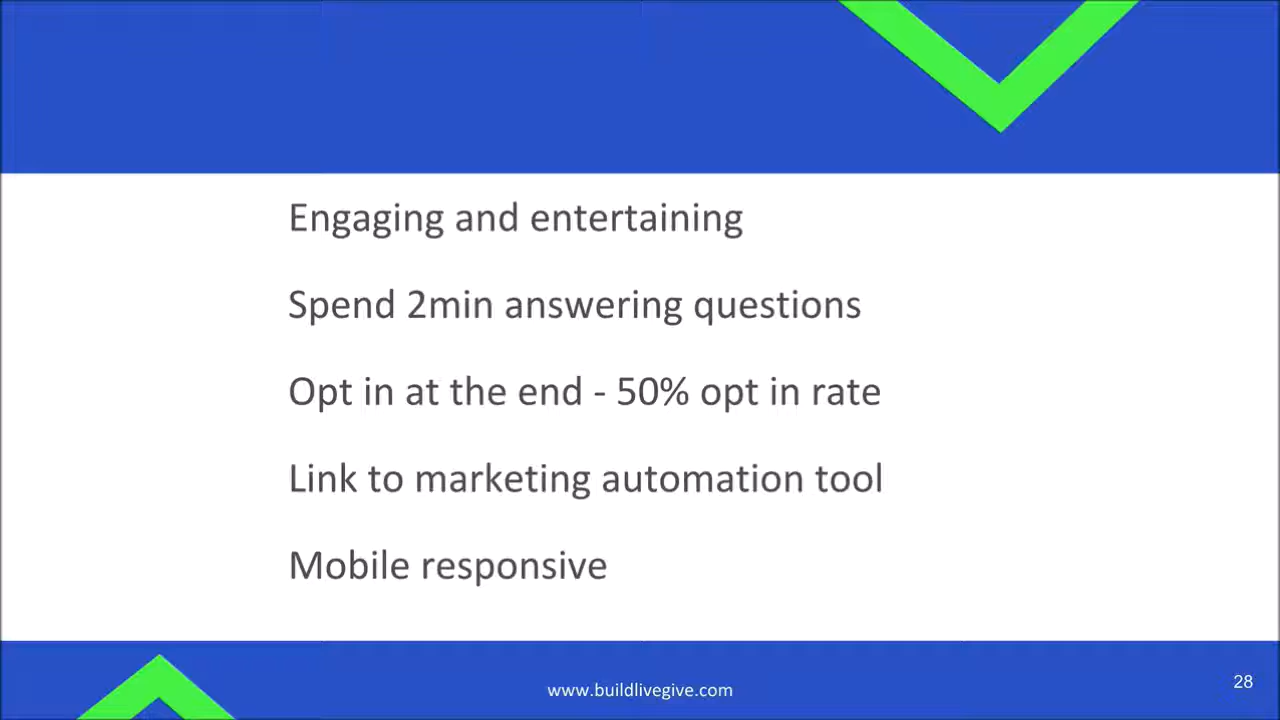 Engaging and entertaining
Spend 2min answering questions
Opt in at the end - 50% opt in rate
Link to marketing automation tool
Mobile responsive
www.buildlivegive.com
28